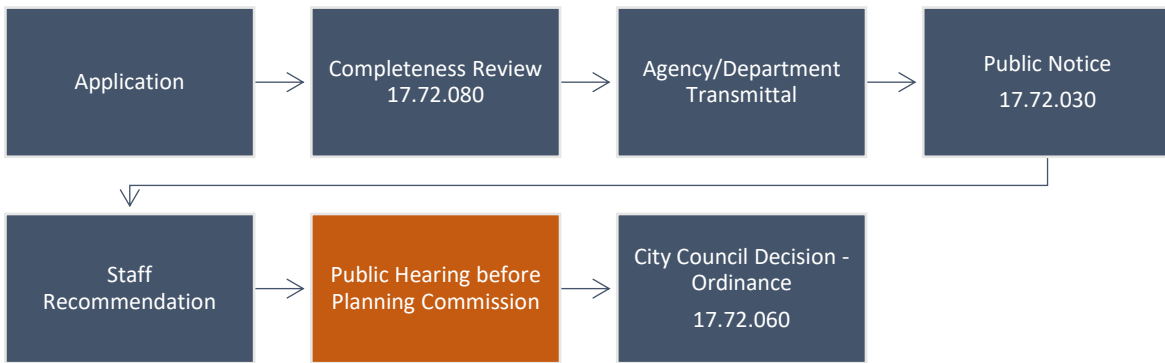 Application
Completeness Review
17.72.080
Agency/Department
Transmittal
Public Notice
17.72.030
Staff
Recommendation
Public Hearing before
Planning Commission
City Council Decision -
Ordinance
17.72.060